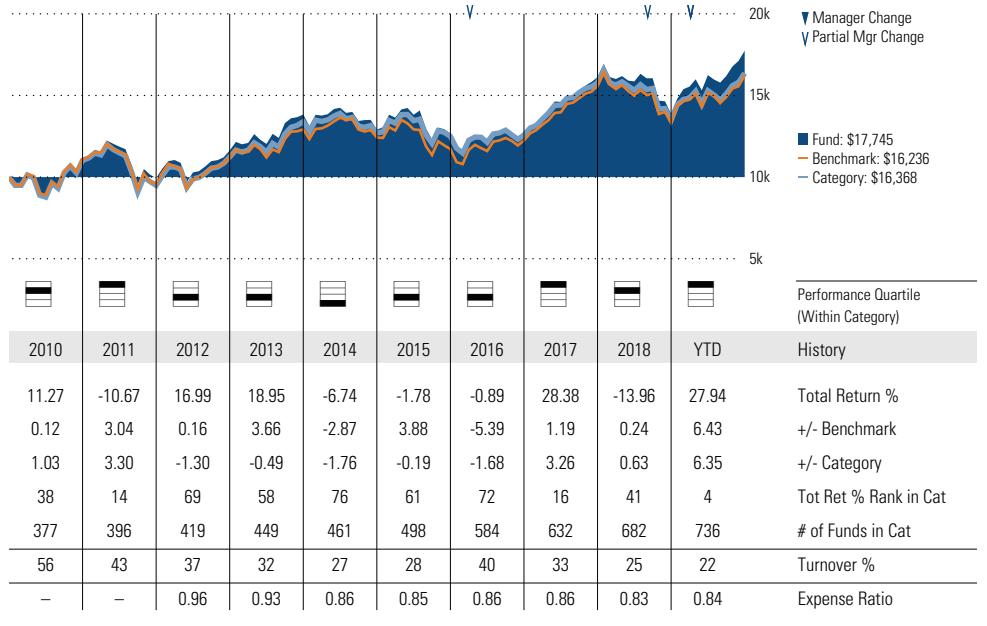 20k
15k
10k
5k
Manager Change
Partial Mgr Change
Fund: $17,745
Benchmark: $16,236
Category: $16,368
Performance Quartile
(Within Category)
2010 2011 2012 2013 2014 2015 2016 2017 2018 YTD History
11.27 -10.67 16.99 18.95 -6.74 -1.78 -0.89 28.38 -13.96 27.94 Total Return %
0.12 3.04 0.16 3.66 -2.87 3.88 -5.39 1.19 0.24 6.43 +/- Benchmark
1.03 3.30 -1.30 -0.49 -1.76 -0.19 -1.68 3.26 0.63 6.35 +/- Category
38 14 69 58 76 61 72 16 41 4 Tot Ret % Rank in Cat
377 396 419 449 461 498 584 632 682 736 # of Funds in Cat
56 43 37 32 27 28 40 33 25 22 Turnover %
– – 0.96 0.93 0.86 0.85 0.86 0.86 0.83 0.84 Expense Ratio